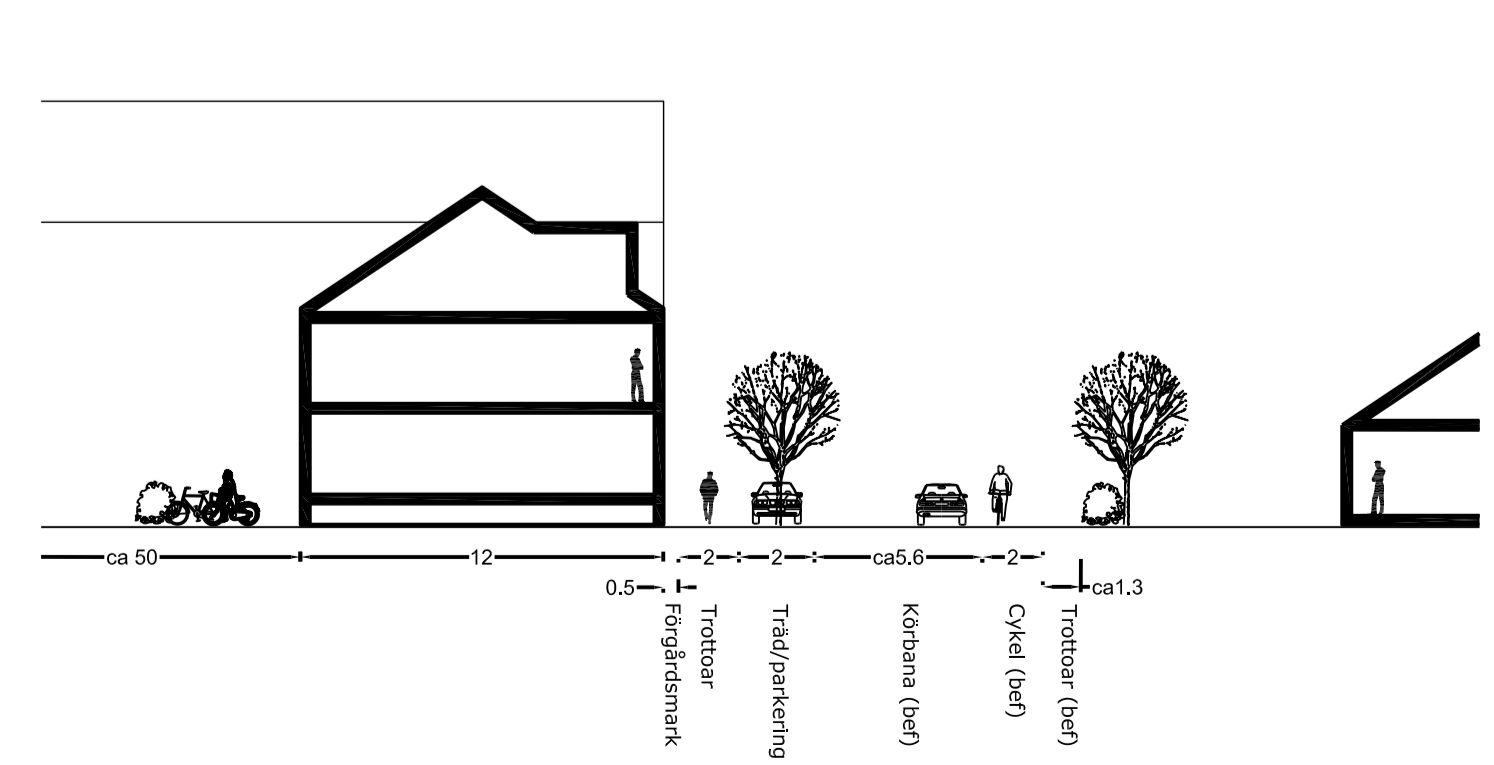 ca 50
12
2
2
ca5.6
2
0.5
ca1.3
Förgårdsmark
Trottoar
Träd/parkering
Körbana (bef)
Cykel (bef)
Trottoar (bef)